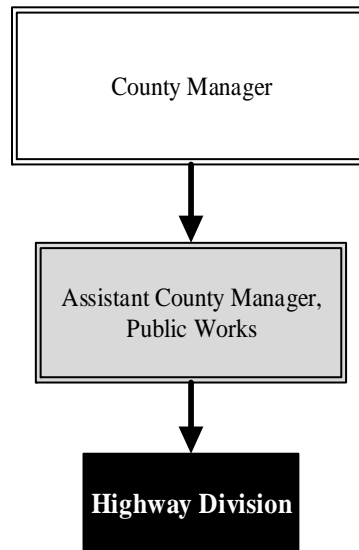 County Manager
Assistant County Manager,
Public Works
Highway Division